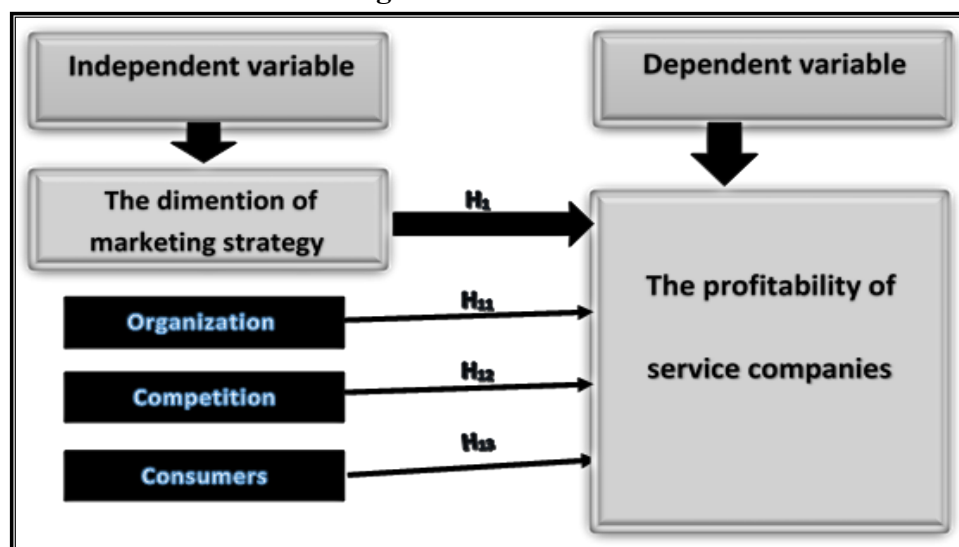 Independent variable
Dependent variable
The dimention of
marketing strategy
H₁
The profitability of
service companies
Organization
H₁₁
Competition
H₁₂
Consumers
H₁₃